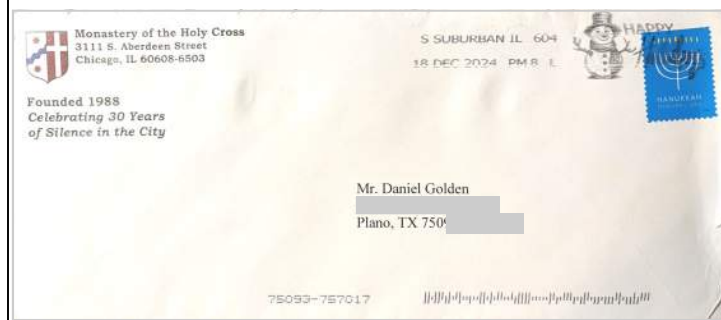 Monastery of the Holy Cross
3111 S. Aberdeen Street
Chicago, IL 60608-6503
Founded 1988
Celebrating 30 Years
of Silence in the City
S SUBURBAN IL 604
18 DEC 2024 PM 8 L
HAPPY
HANUKKAH
Mr. Daniel Golden
Plano, TX 7509
75093-757017